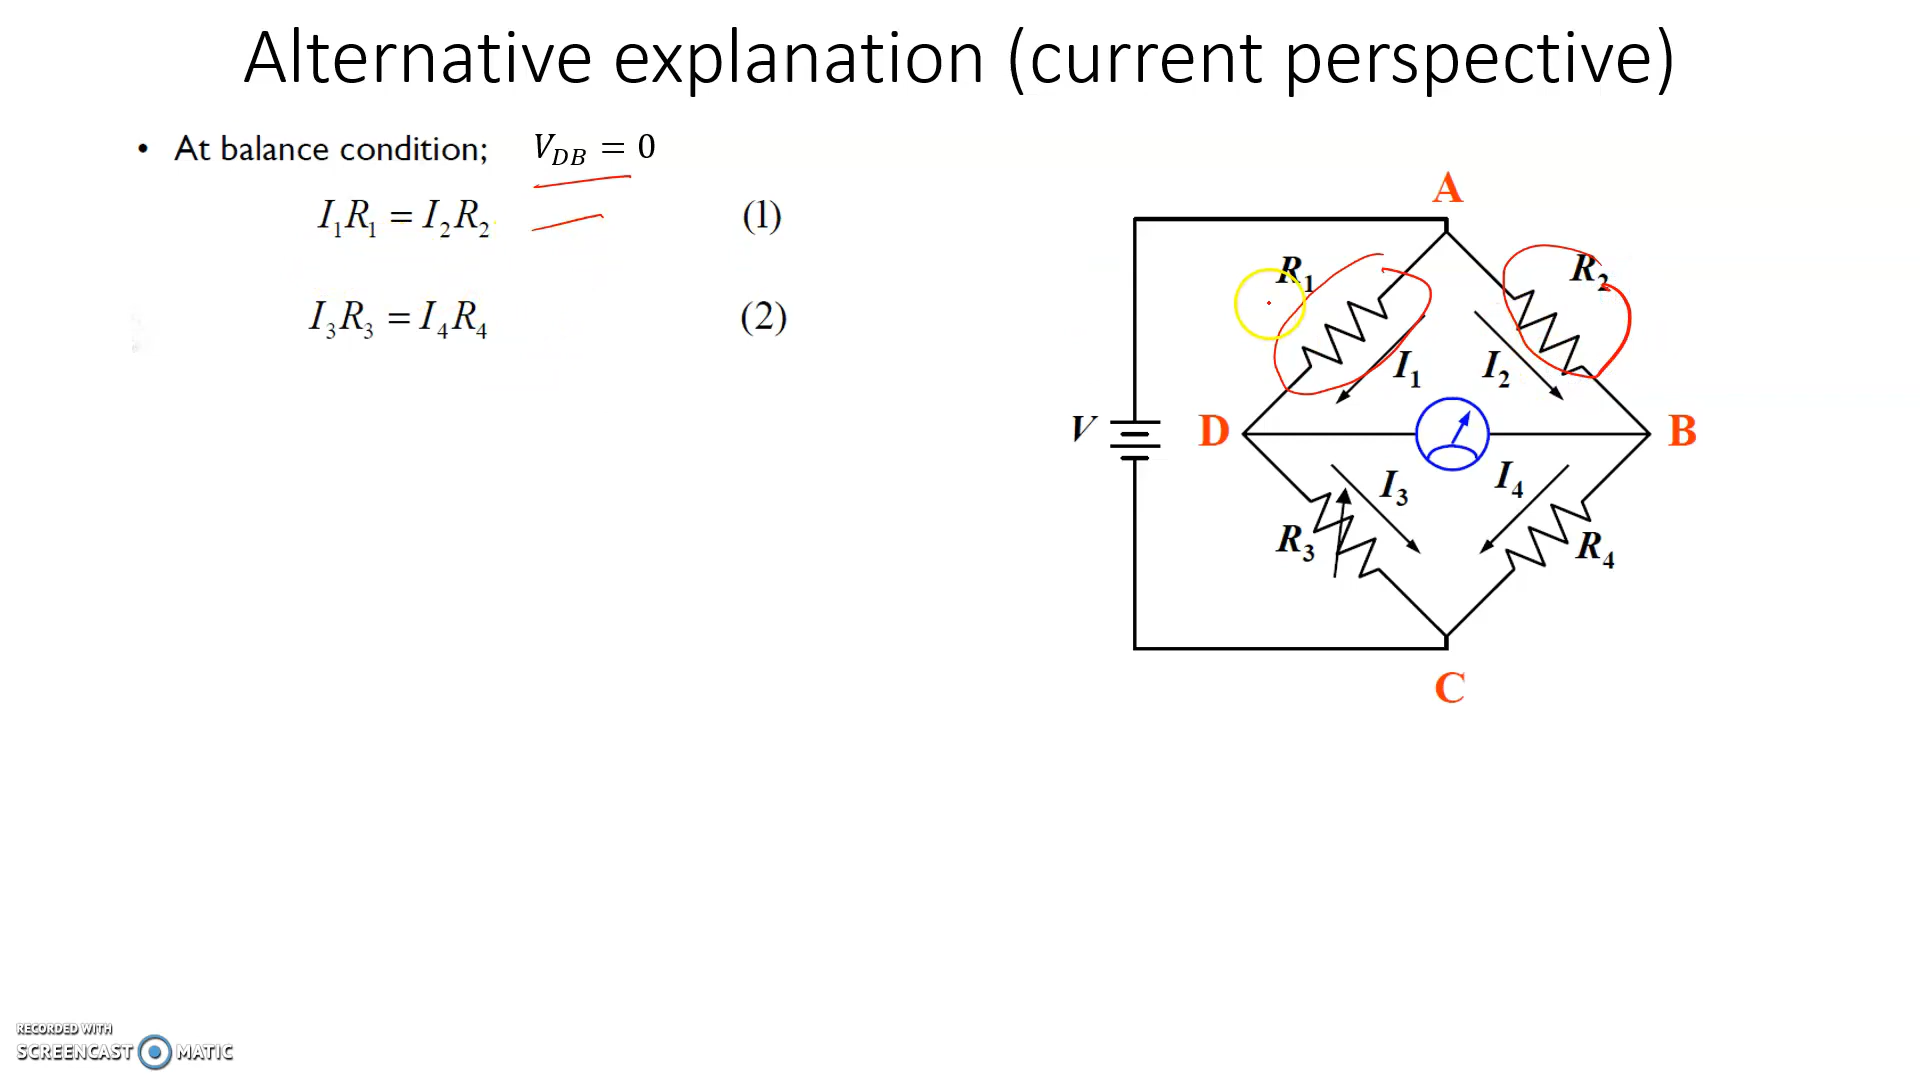 Alternative explanation (current perspective)
• At balance condition; V_DB = 0
I₁R₁ = I₂R₂ (1)
I₃R₃ = I₄R₄ (2)
A
R₁
R₂
I₁
I₂
V
D
B
I₃
I₄
R₃
R₄
C
RECORDED WITH
SCREENCAST MATIC